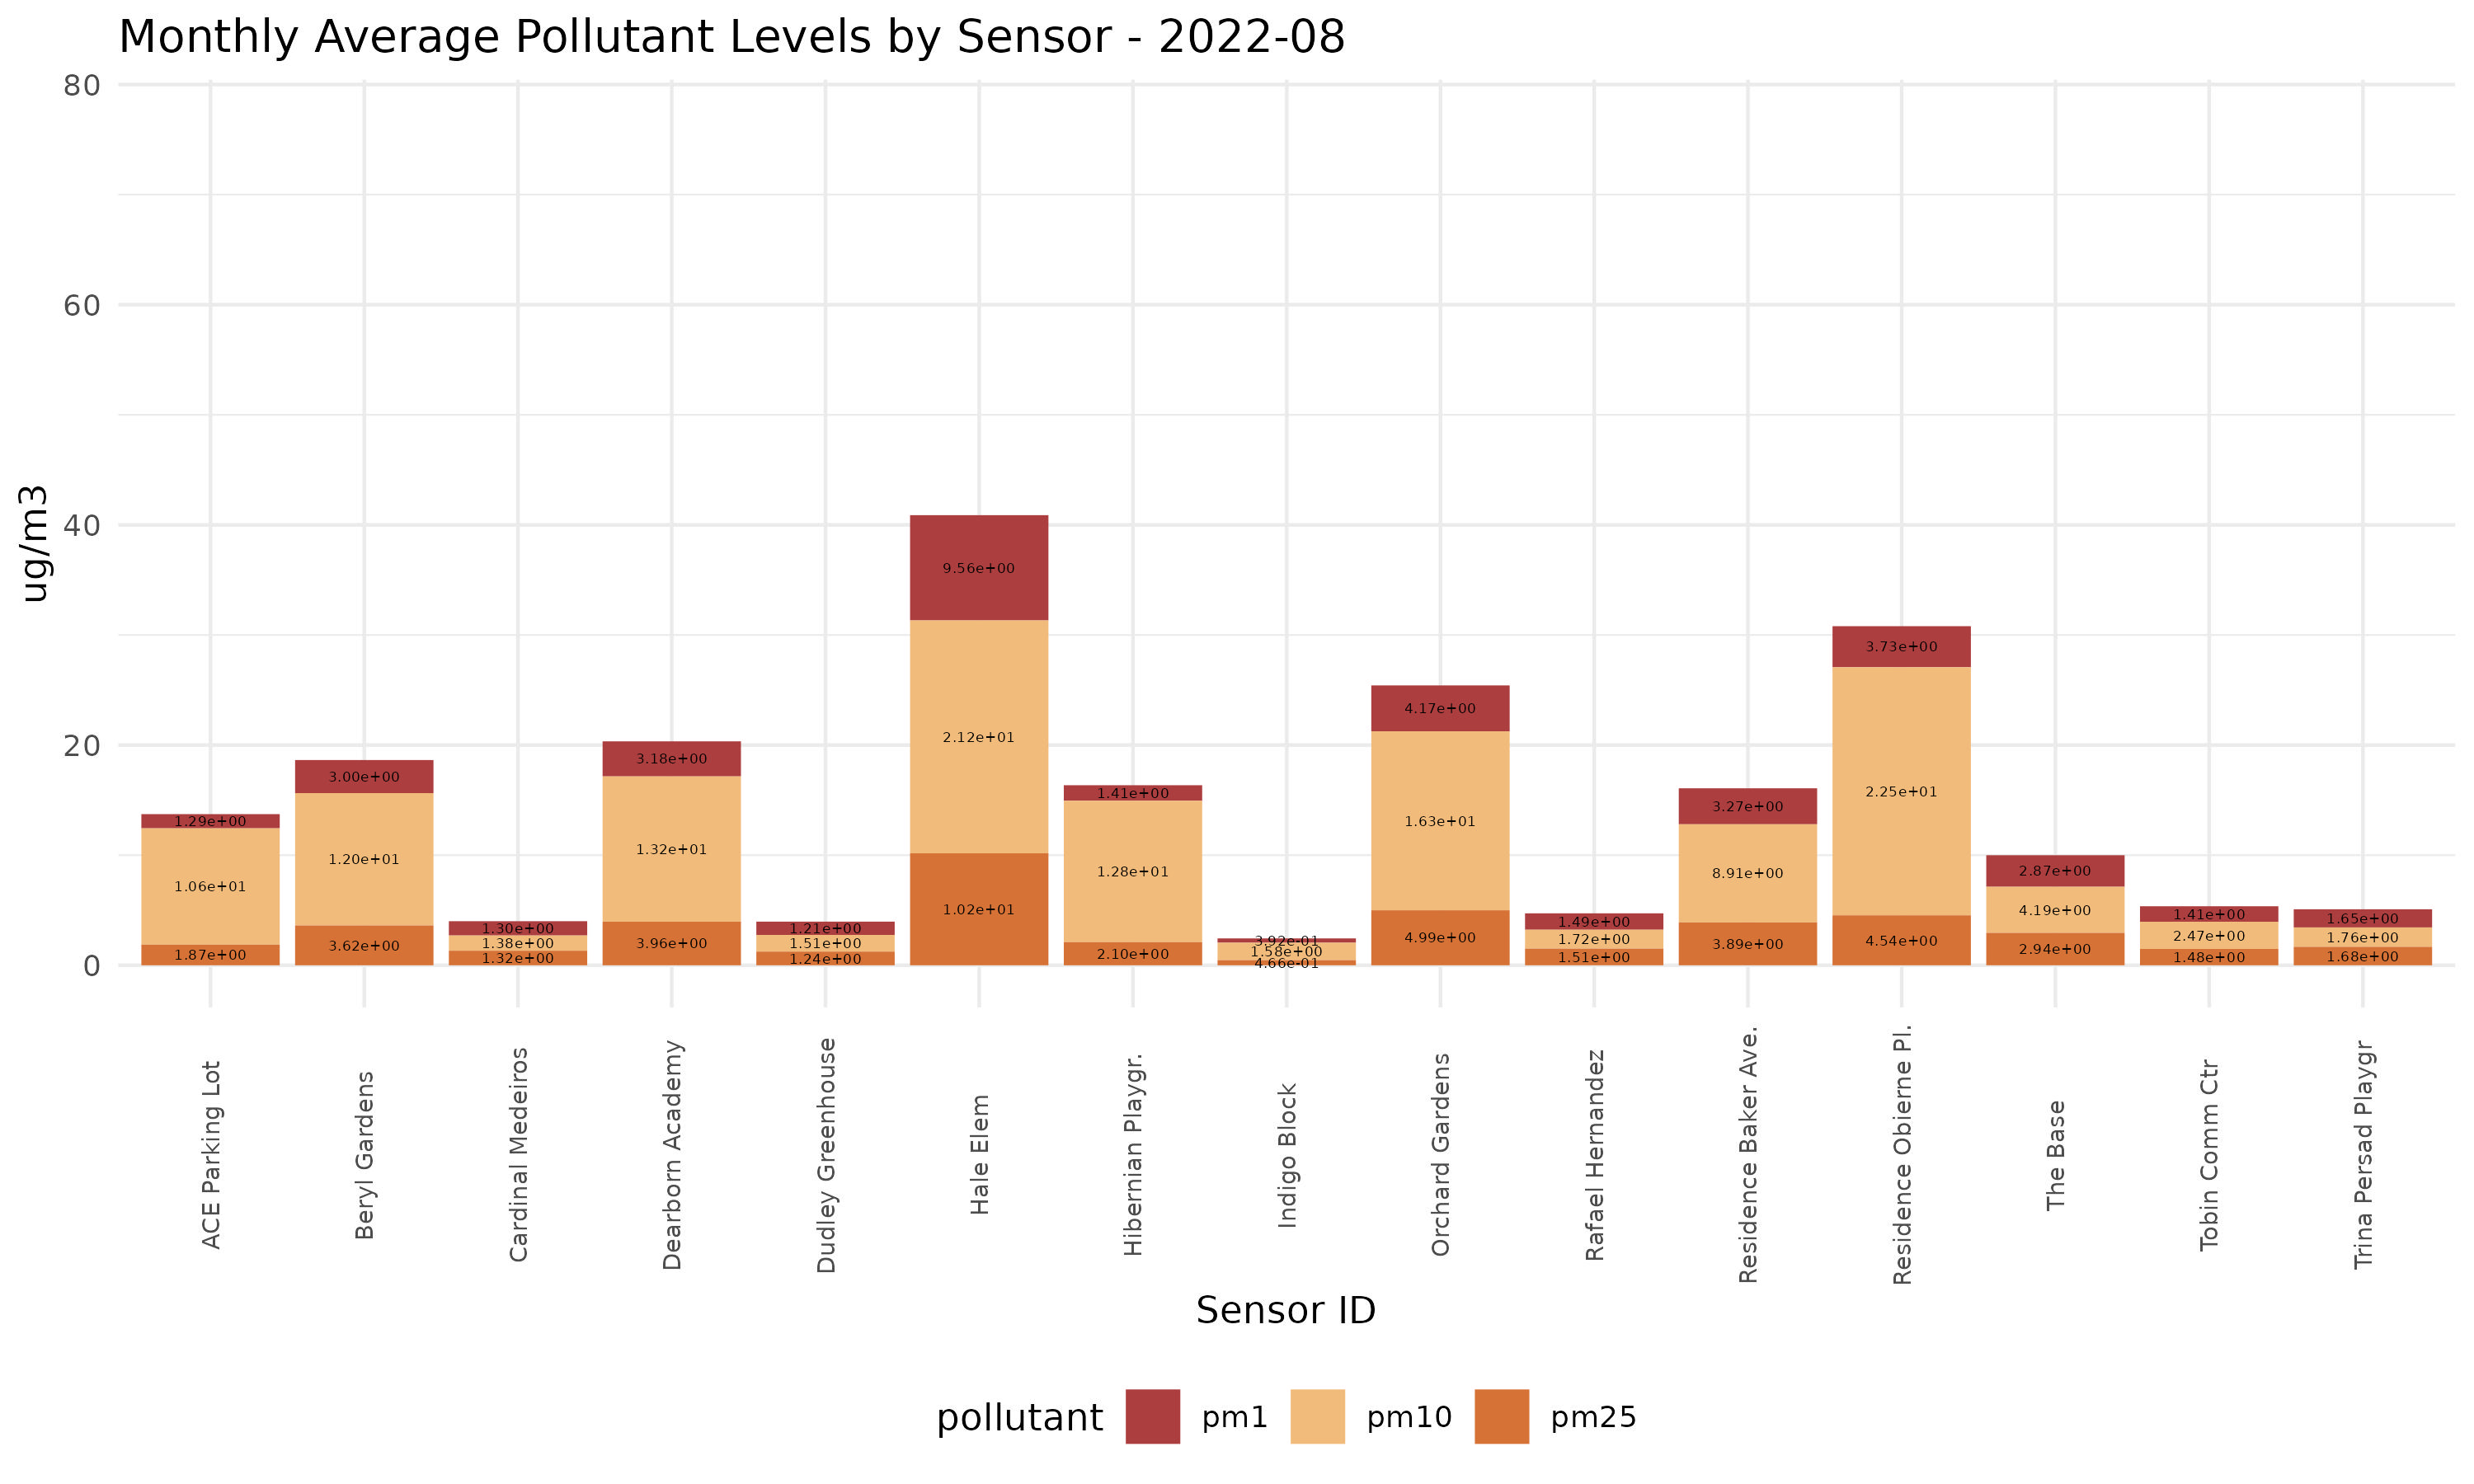 Monthly Average Pollutant Levels by Sensor - 2022-08
80
60
40
20
0
ug/m3
1.29e+00
1.06e+01
1.87e+00
3.00e+00
1.20e+01
3.62e+00
1.30e+00
1.38e+00
1.32e+00
3.18e+00
1.32e+01
3.96e+00
1.21e+00
1.51e+00
1.24e+00
9.56e+00
2.12e+01
1.02e+01
1.41e+00
1.28e+01
2.10e+00
3.92e-01
1.58e+00
4.66e-01
4.17e+00
1.63e+01
4.99e+00
1.49e+00
1.72e+00
1.51e+00
3.27e+00
8.91e+00
3.89e+00
3.73e+00
2.25e+01
4.54e+00
2.87e+00
4.19e+00
2.94e+00
1.41e+00
2.47e+00
1.48e+00
1.65e+00
1.76e+00
1.68e+00
ACE Parking Lot
Beryl Gardens
Cardinal Medeiros
Dearborn Academy
Dudley Greenhouse
Hale Elem
Hibernian Playgr.
Indigo Block
Orchard Gardens
Rafael Hernandez
Residence Baker Ave.
Residence Obierne Pl.
The Base
Tobin Comm Ctr
Trina Persad Playgr
Sensor ID
pollutant pm1 pm10 pm25